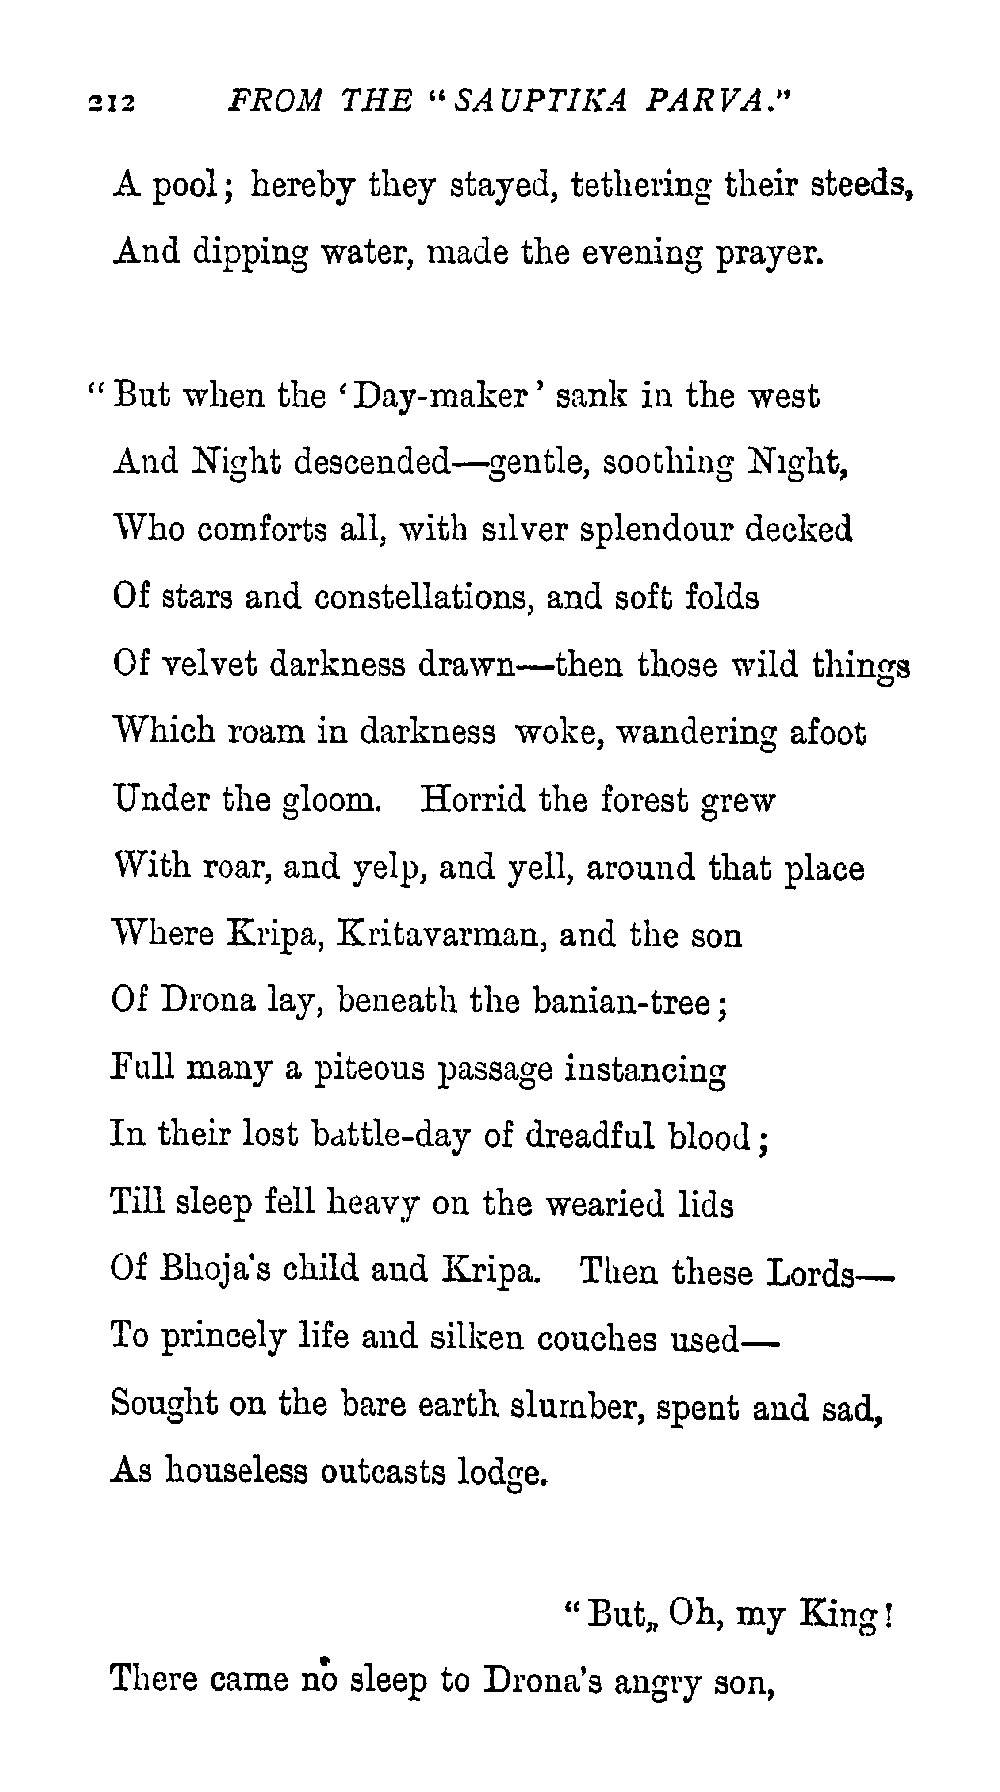 212 FROM THE "SAUPTIKA PARVA."
A pool; hereby they stayed, tethering their steeds,
And dipping water, made the evening prayer.
"But when the 'Day-maker' sank in the west
And Night descended—gentle, soothing Night,
Who comforts all, with silver splendour decked
Of stars and constellations, and soft folds
Of velvet darkness drawn—then those wild things
Which roam in darkness woke, wandering afoot
Under the gloom. Horrid the forest grew
With roar, and yelp, and yell, around that place
Where Kripa, Kritavarman, and the son
Of Drona lay, beneath the banian-tree;
Full many a piteous passage instancing
In their lost battle-day of dreadful blood;
Till sleep fell heavy on the wearied lids
Of Bhoja's child and Kripa. Then these Lords—
To princely life and silken couches used—
Sought on the bare earth slumber, spent and sad,
As houseless outcasts lodge.
"But,, Oh, my King!
There came no sleep to Drona's angry son,